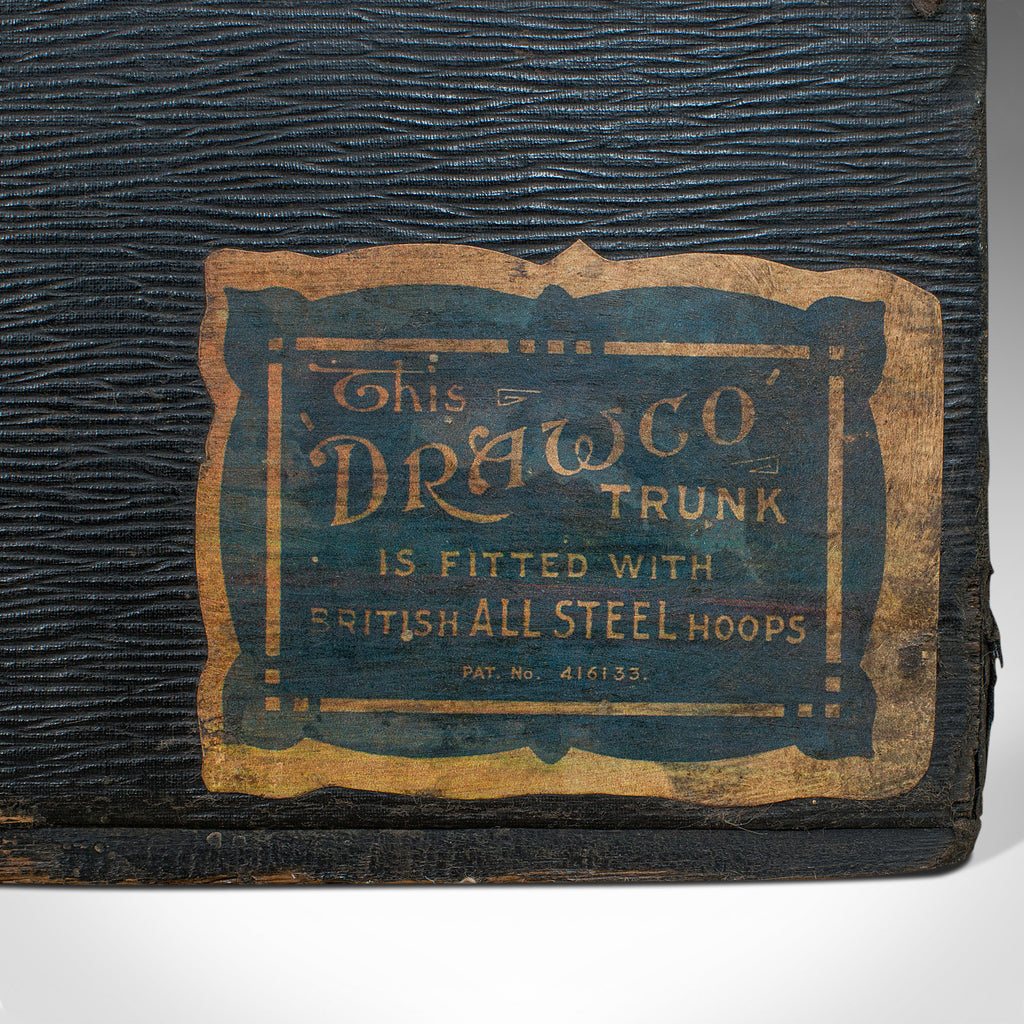 This
'DRAWCO'
TRUNK
IS FITTED WITH
BRITISH ALL STEEL HOOPS
PAT. No. 416133.